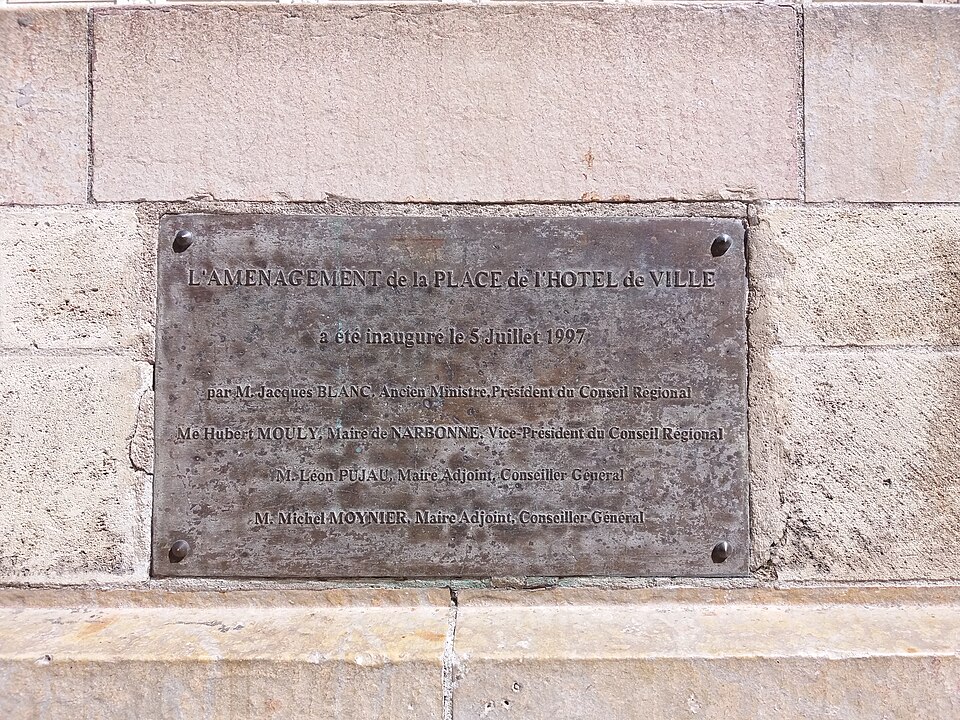 L'AMENAGEMENT de la PLACE de l'HOTEL de VILLE
a été inauguré le 5 Juillet 1997
par M. Jacques BLANC, Ancien Ministre.Président du Conseil Régional
Me Hubert MOULY, Maire de NARBONNE, Vice-Président du Conseil Régional
M. Léon PUJAU, Maire Adjoint, Conseiller Général
M. Michel MOYNIER, Maire Adjoint, Conseiller Général